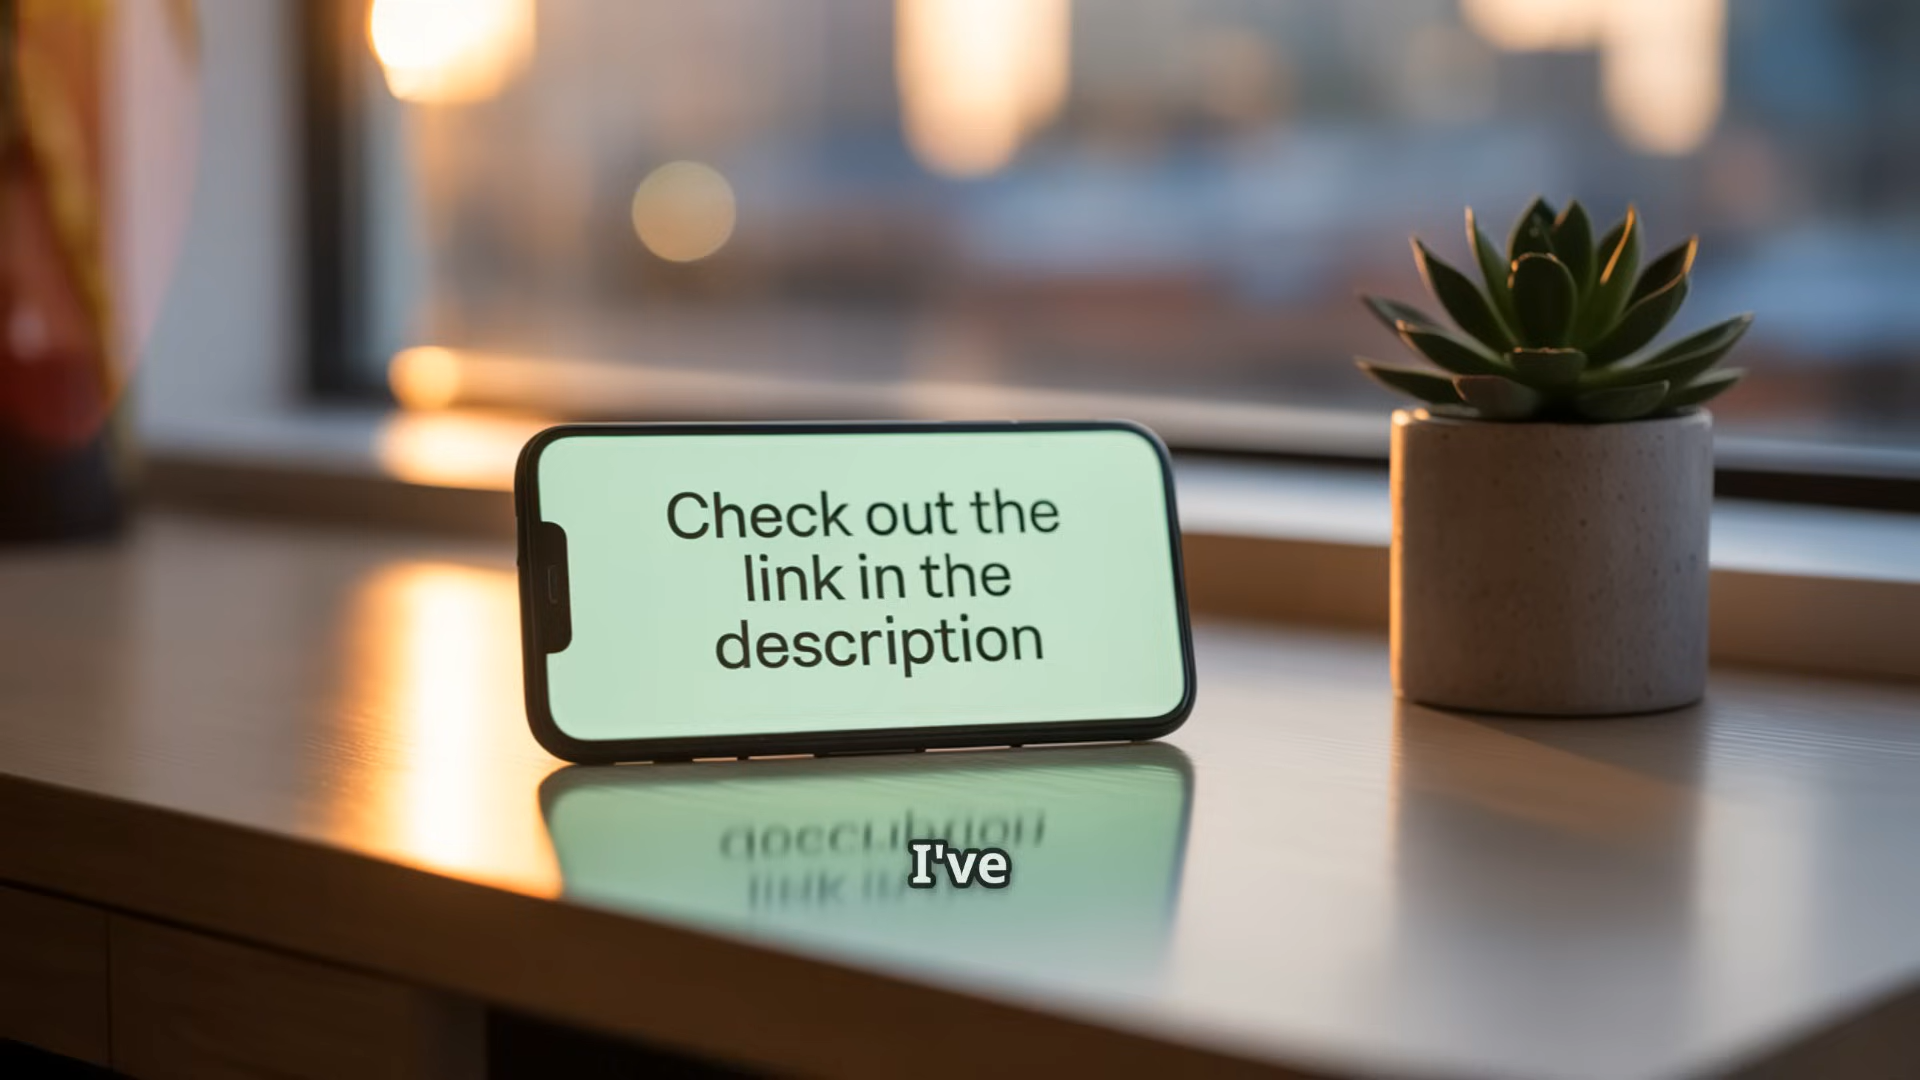 Check out the
link in the
description
I've